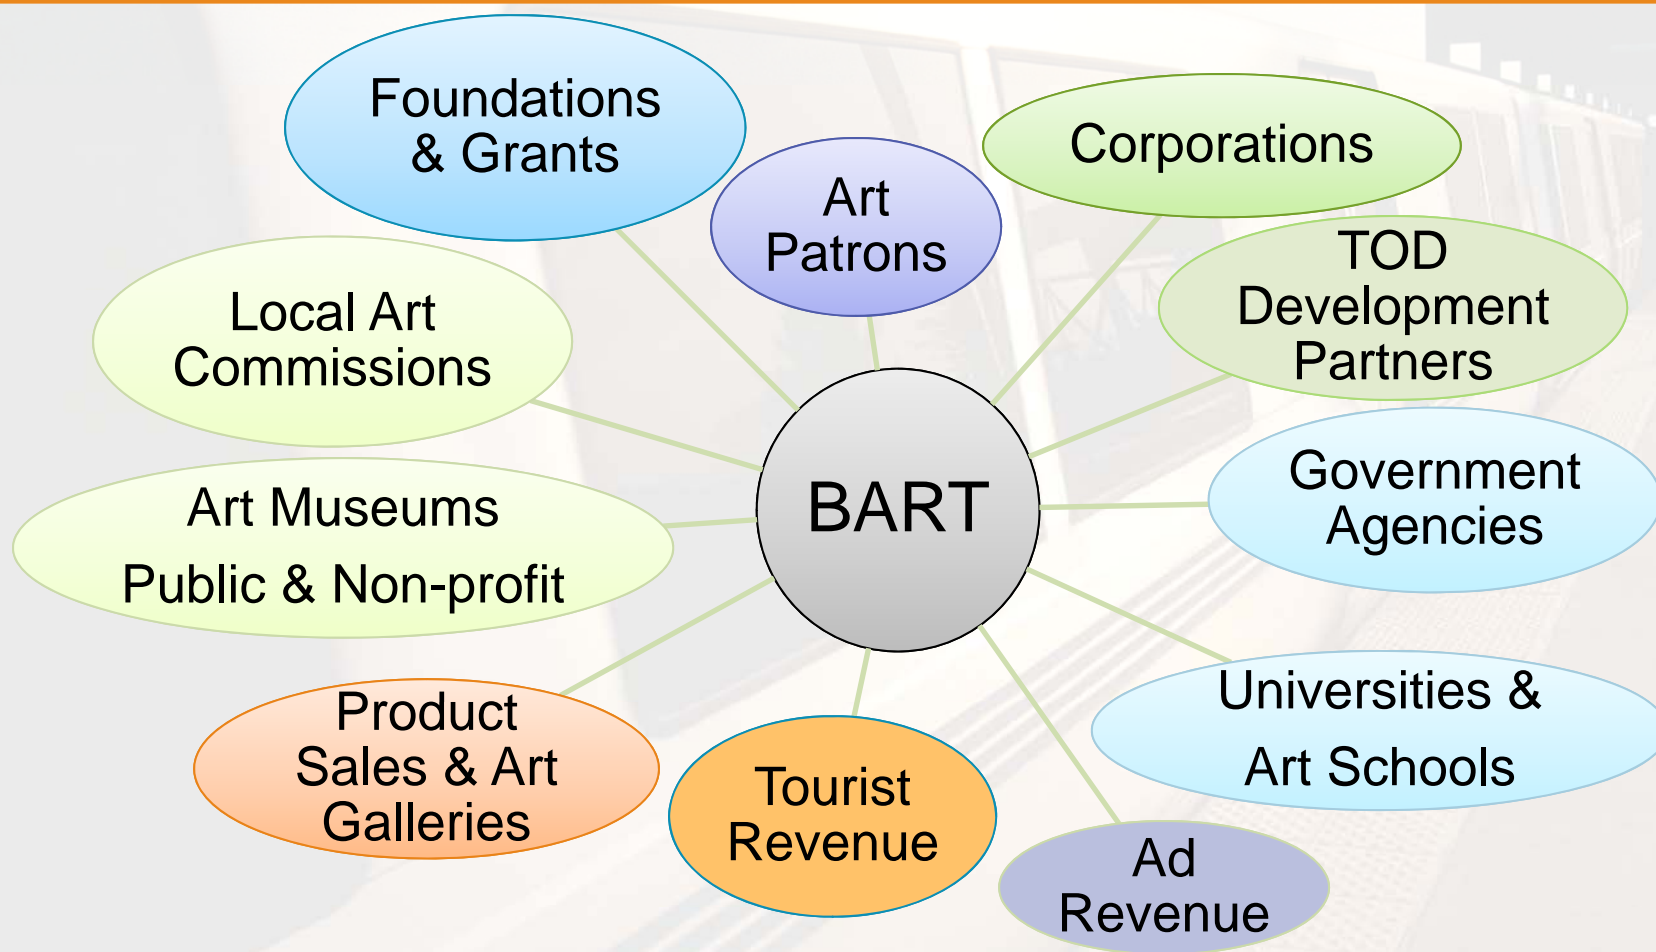 Foundations
& Grants
Art
Patrons
Corporations
TOD
Development
Partners
Local Art
Commissions
Government
Agencies
BART
Art Museums
Public & Non-profit
Universities &
Art Schools
Product
Sales & Art
Galleries
Tourist
Revenue
Ad
Revenue